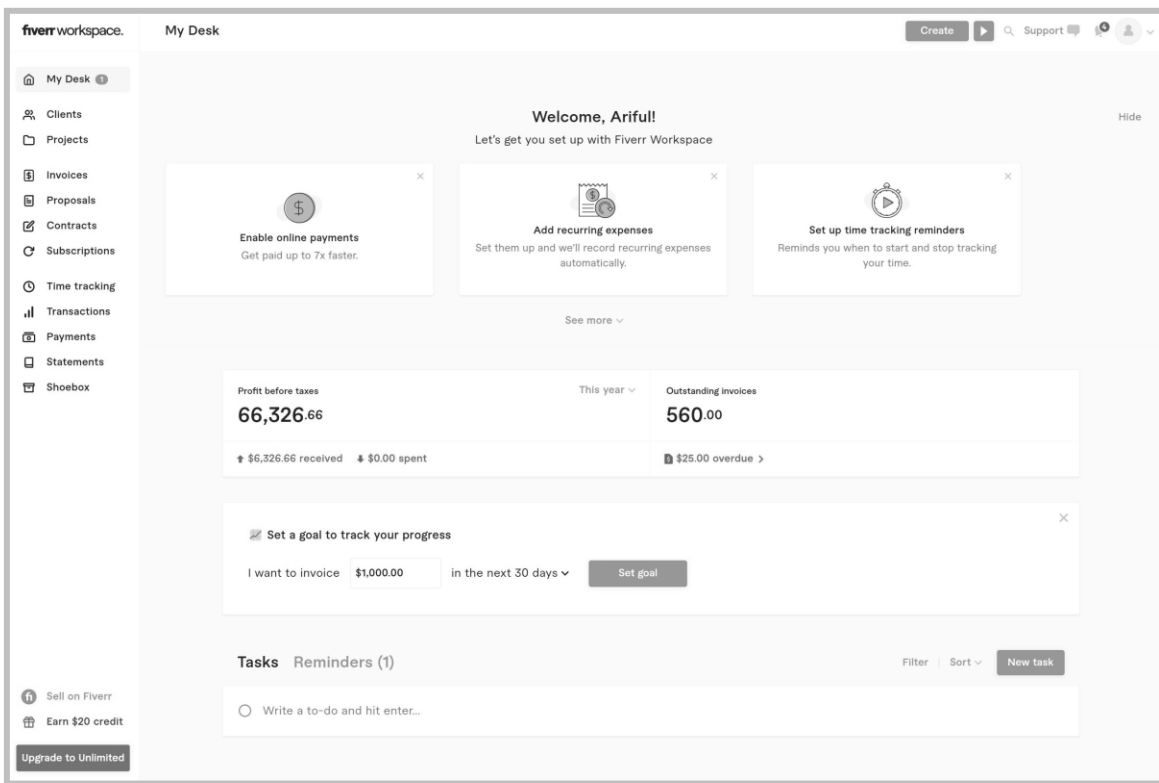 fiverr workspace.
My Desk
Create
Support
4
My Desk 1
Clients
Projects
Invoices
Proposals
Contracts
Subscriptions
Time tracking
Transactions
Payments
Statements
Shoebox
Sell on Fiverr
Earn $20 credit
Upgrade to Unlimited
Welcome, Ariful!
Hide
Let's get you set up with Fiverr Workspace
Enable online payments
Get paid up to 7x faster.
Add recurring expenses
Set them up and we'll record recurring expenses
automatically.
Set up time tracking reminders
Reminds you when to start and stop tracking
your time.
See more
Profit before taxes
This year
66,326.66
$6,326.66 received $0.00 spent
Outstanding invoices
560.00
$25.00 overdue
Set a goal to track your progress
I want to invoice $1,000.00 in the next 30 days Set goal
Tasks Reminders (1)
Filter Sort New task
Write a to-do and hit enter...